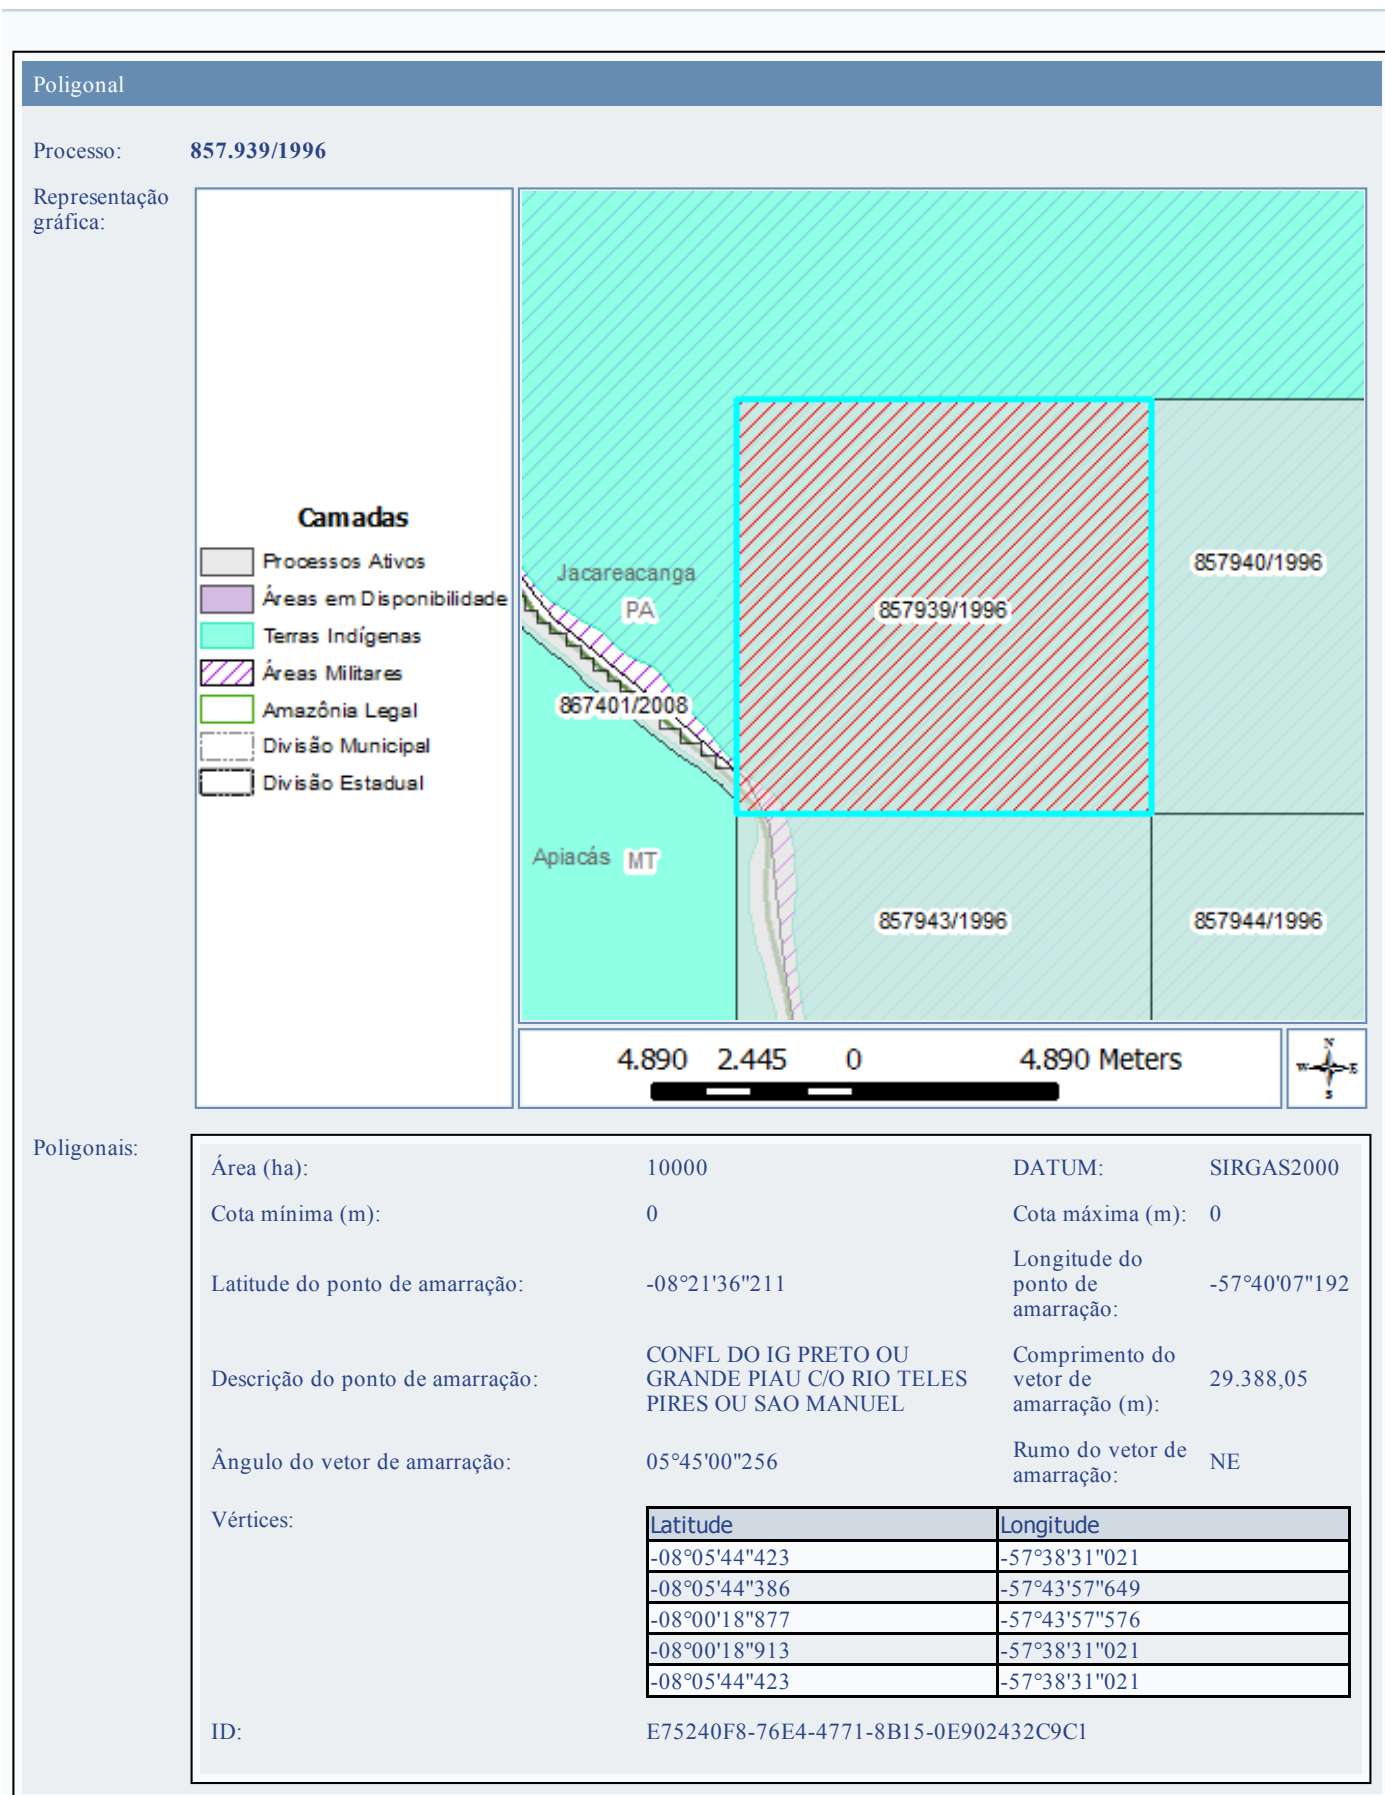 Poligonal
Processo: 857.939/1996
Representação
gráfica:
Camadas
Processos Ativos
Áreas em Disponibilidade
Terras Indígenas
Áreas Militares
Amazônia Legal
Divisão Municipal
Divisão Estadual
857940/1996
Jacareacanga
PA
857939/1996
867401/2008
Apiacás MT
857943/1996
857944/1996
4.890 2.445 0 4.890 Meters
N
W E
S
Poligonais:
Área (ha): 10000 DATUM: SIRGAS2000
Cota mínima (m): 0 Cota máxima (m): 0
Latitude do ponto de amarração: -08°21'36"211
Longitude do
ponto de
amarração:
-57°40'07"192
Descrição do ponto de amarração:
CONFL DO IG PRETO OU
GRANDE PIAU C/O RIO TELES
PIRES OU SAO MANUEL
Comprimento do
vetor de
amarração (m):
29.388,05
Ângulo do vetor de amarração: 05°45'00"256
Rumo do vetor de
amarração:
NE
Vértices:
Latitude Longitude
-08°05'44"423 -57°38'31"021
-08°05'44"386 -57°43'57"649
-08°00'18"877 -57°43'57"576
-08°00'18"913 -57°38'31"021
-08°05'44"423 -57°38'31"021
ID: E75240F8-76E4-4771-8B15-0E902432C9C1